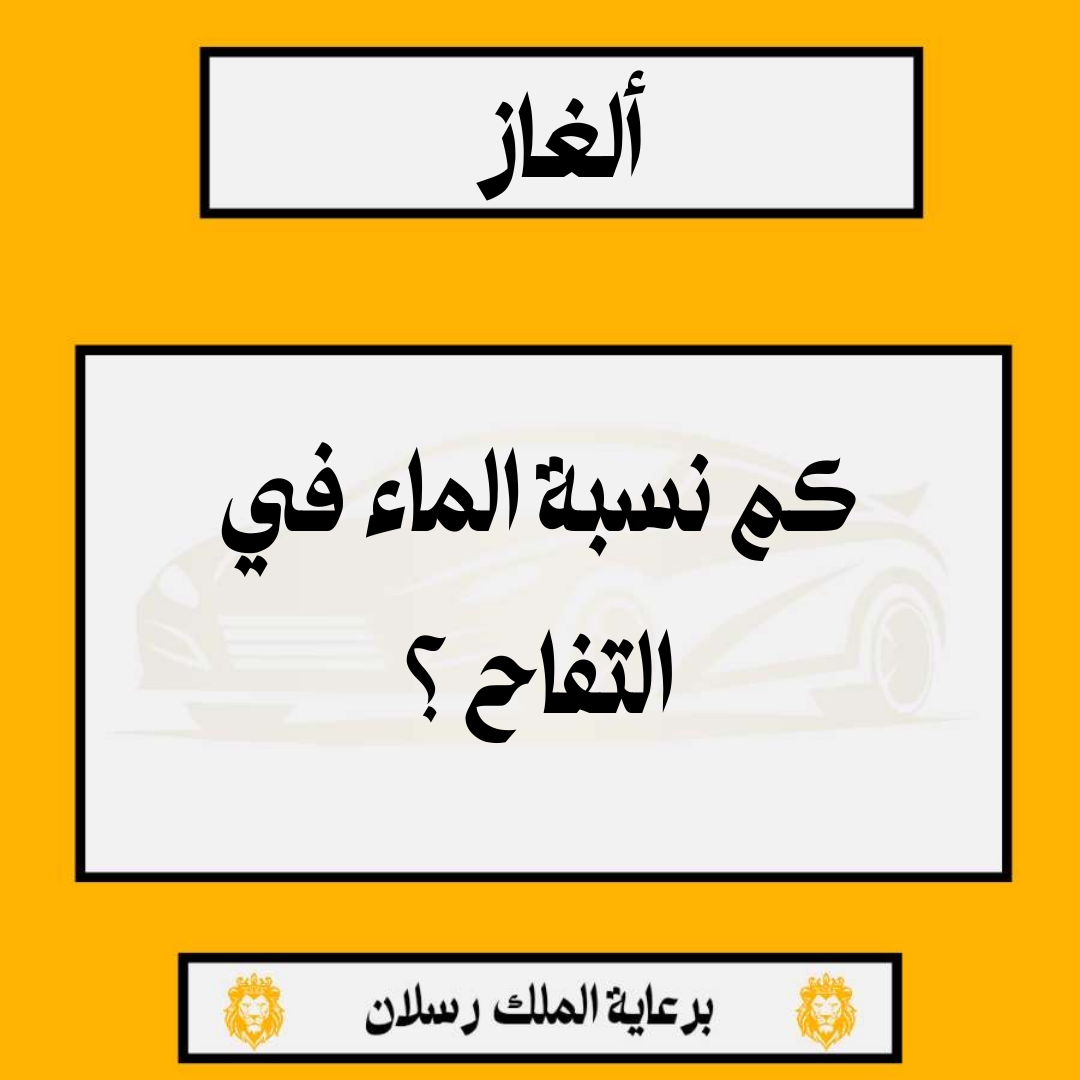 ألغاز
كم نسبة الماء في
التفاح ؟
برعاية الملك رسلان